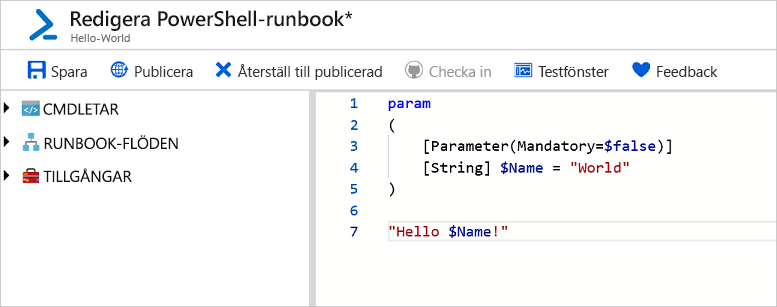 Redigera PowerShell-runbook*
Hello-World
Spara Publicera Återställ till publicerad Checka in Testfönster Feedback
CMDLETAR
RUNBOOK-FLÖDEN
TILLGÅNGAR
1 param
2 (
3 [Parameter(Mandatory=$false)]
4 [String] $Name = "World"
5 )
6
7 "Hello $Name!"